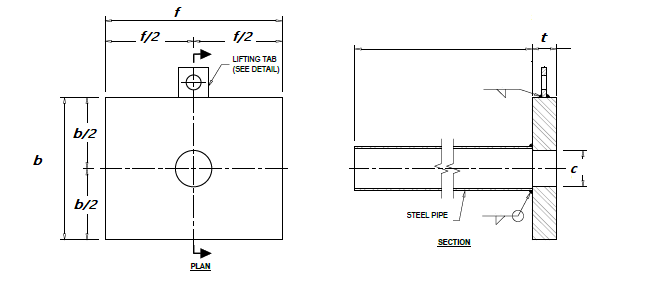 f
f/2
f/2
LIFTING TAB
(SEE DETAIL)
b
b/2
b/2
PLAN
t
c
STEEL PIPE
SECTION